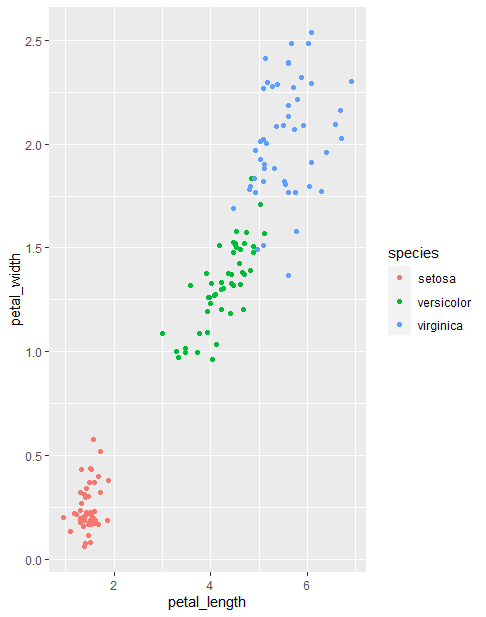 2.5
2.0
1.5
1.0
0.5
0.0
petal_width
2 4 6
petal_length
species
setosa
versicolor
virginica